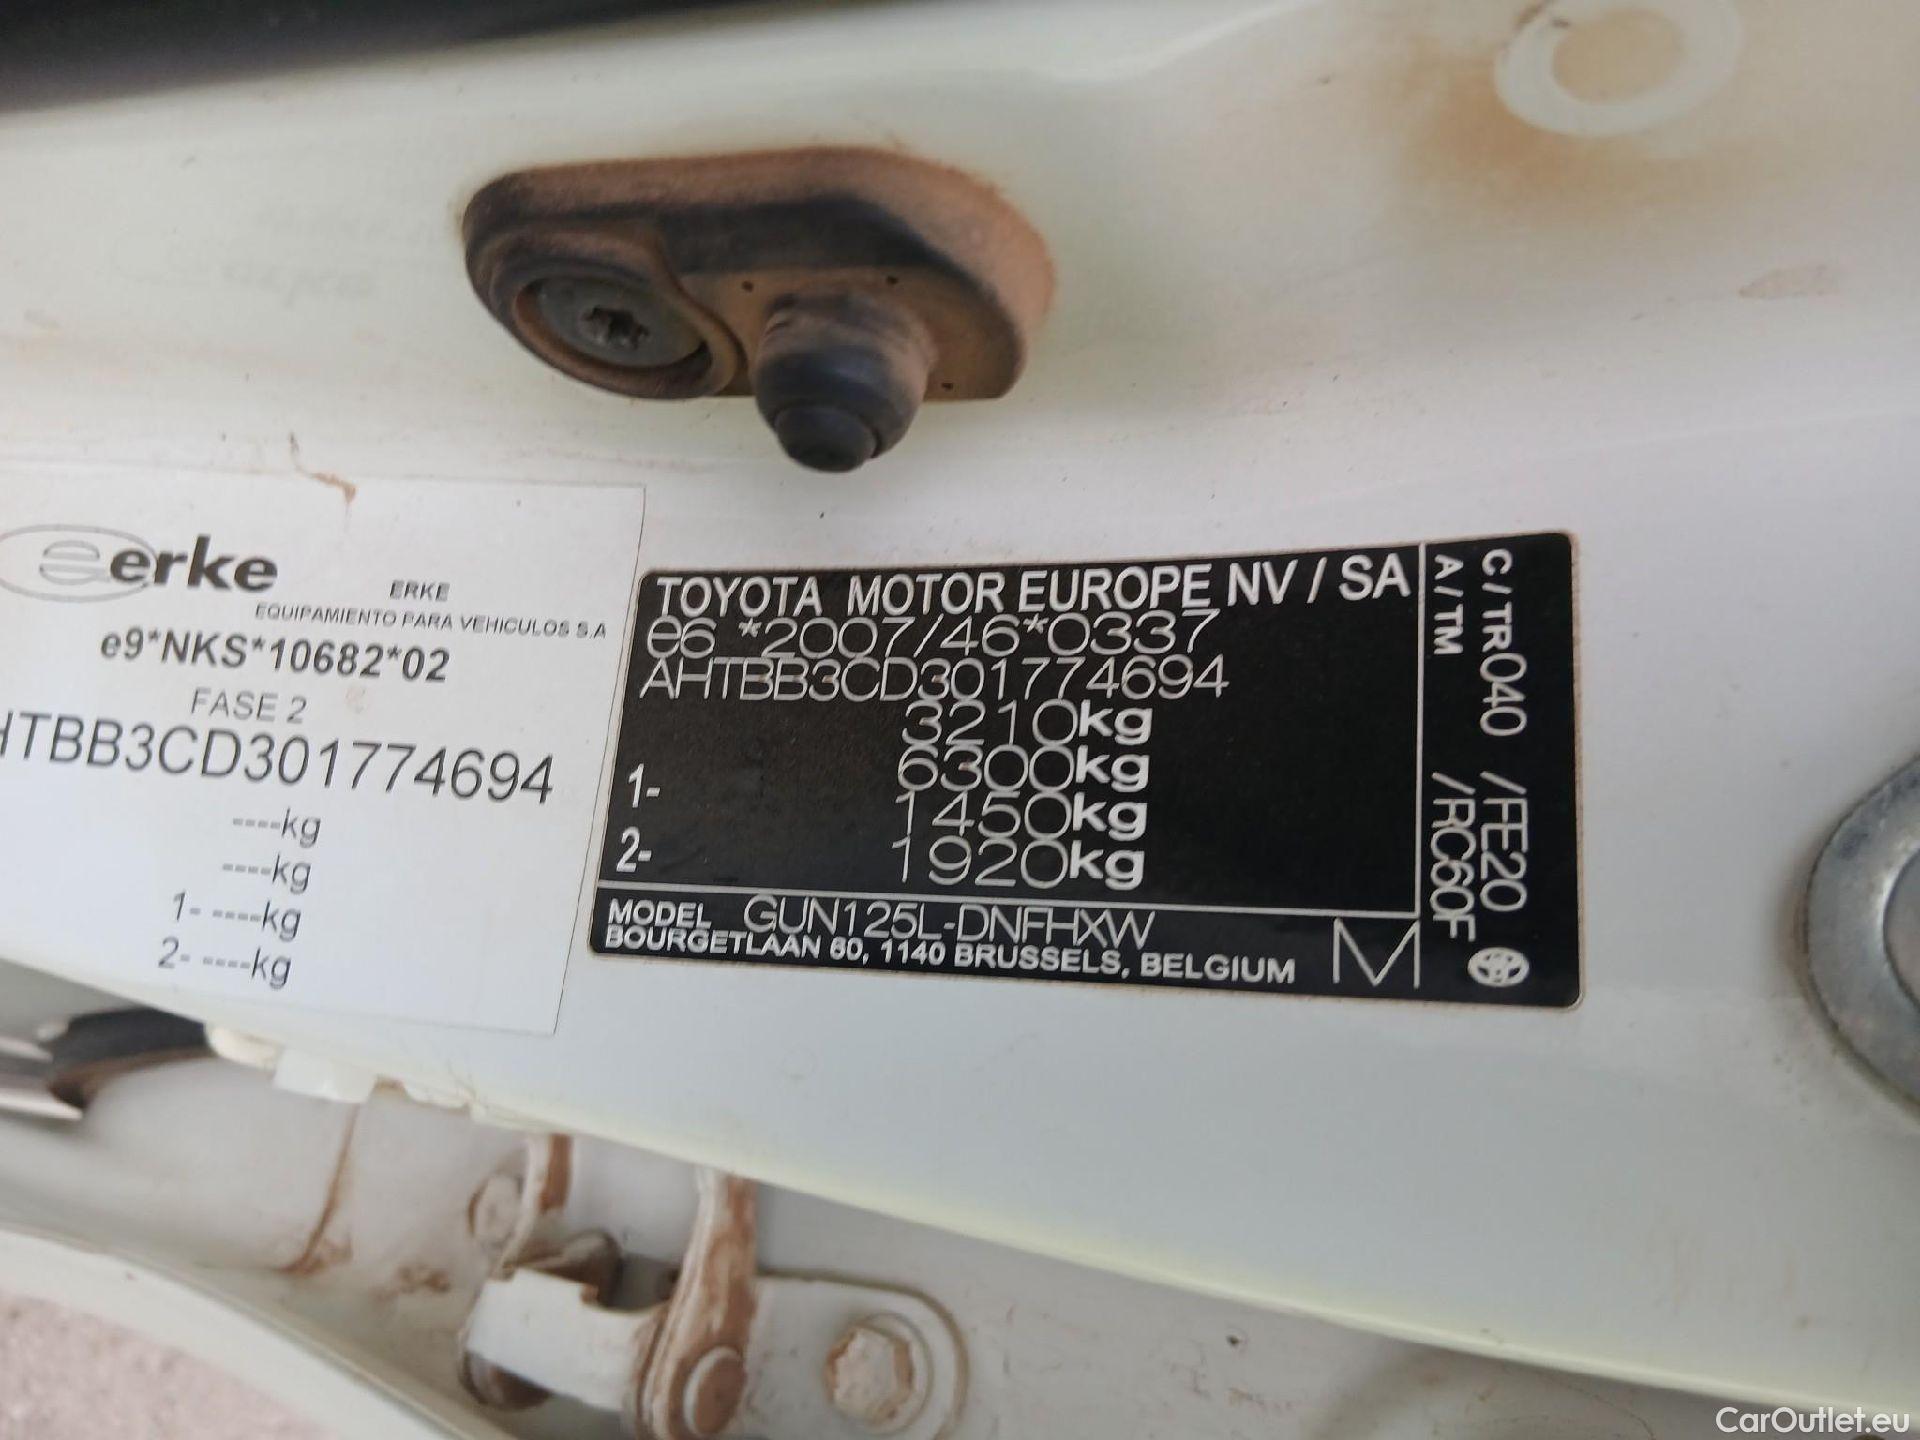 erke
ERKE
EQUIPAMIENTO PARA VEHICULOS S.A
e9*NKS*10682*02
FASE 2
HTBB3CD301774694
----kg
----kg
1- ----kg
2- ----kg
TOYOTA MOTOR EUROPE NV / SA
e6 *2007/46*0337
AHTBB3CD301774694
3210kg
6300kg
1- 1450kg
2- 1920kg
MODEL GUN125L-DNFHXW
BOURGETLAAN 60, 1140 BRUSSELS, BELGIUM
M
C / TR040 /FE20
A / TM /RC60F
CarOutlet.eu